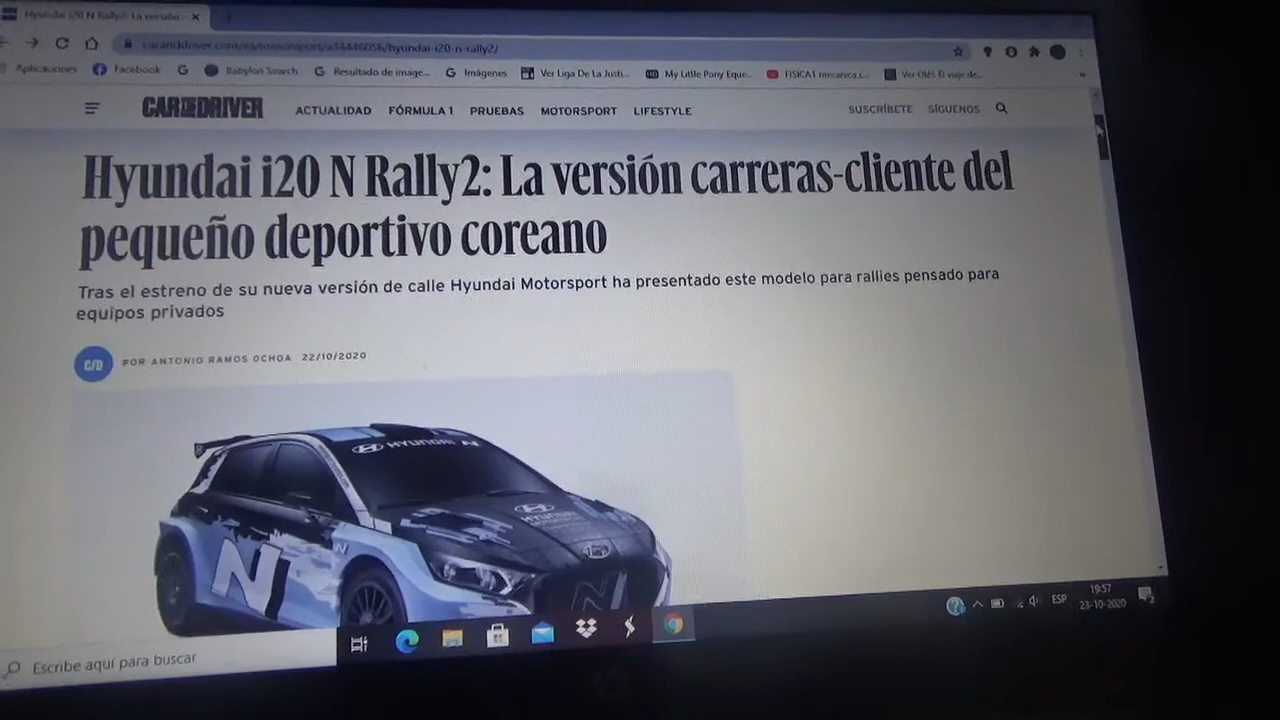 Hyundai i20 N Rally2: La versión
caranddriver.com/es/motorsport/a34446056/hyundai-i20-n-rally2/
Aplicaciones Facebook Babylon Search Resultado de image... Imágenes Ver Liga De La Justi... My Little Pony Eque... FISICA1 mecanica c... Ver
CAR AND DRIVER ACTUALIDAD FÓRMULA 1 PRUEBAS MOTORSPORT LIFESTYLE SUSCRÍBETE SÍGUENOS
Hyundai i20 N Rally2: La versión carreras-cliente del
pequeño deportivo coreano
Tras el estreno de su nueva versión de calle Hyundai Motorsport ha presentado este modelo para rallies pensado para
equipos privados
C/D POR ANTONIO RAMOS OCHOA 22/10/2020
HYUNDAI N
HYUNDAI
N
N
19:57
ESP
23-10-2020
Escribe aquí para buscar